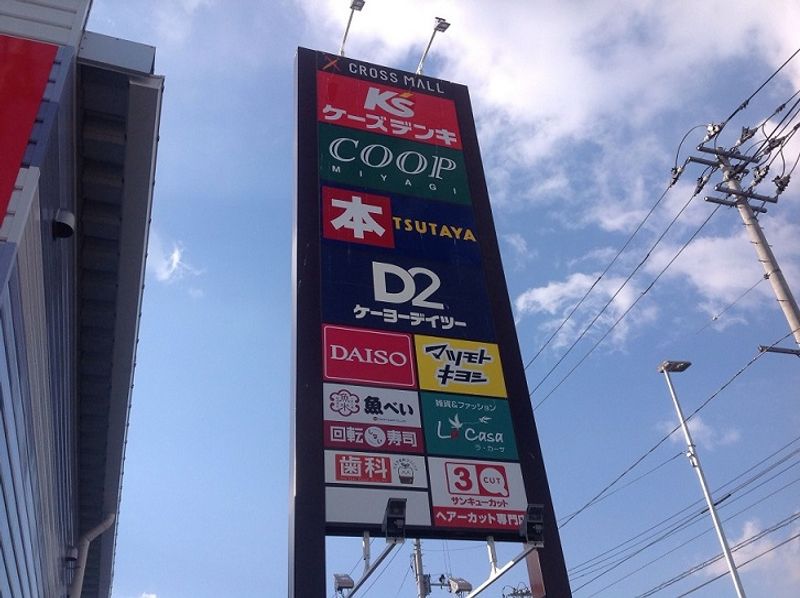 CROSS MALL
K's
ケーズデンキ
COOP
MIYAGI
本 TSUTAYA
D2
ケーヨーデイツー
DAISO
マツモト
キヨシ
魚米 魚べい
回転寿司
雑貨&ファッション
La Casa
ラ・カーサ
歯科
3Q CUT
サンキューカット
ヘアーカット専門店